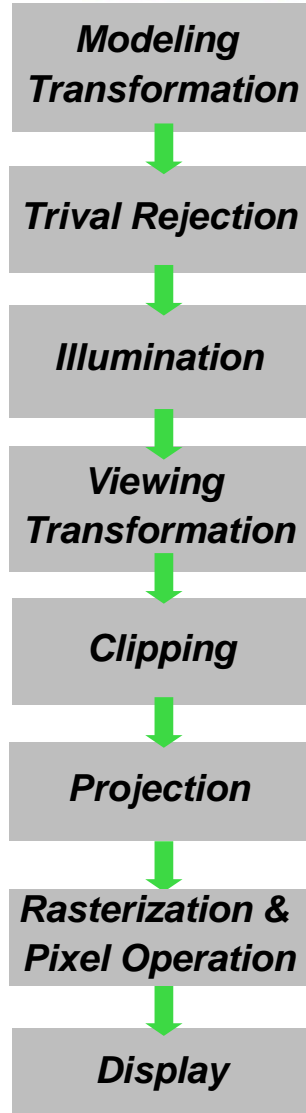 Modeling
Transformation
Trival Rejection
Illumination
Viewing
Transformation
Clipping
Projection
Rasterization &
Pixel Operation
Display